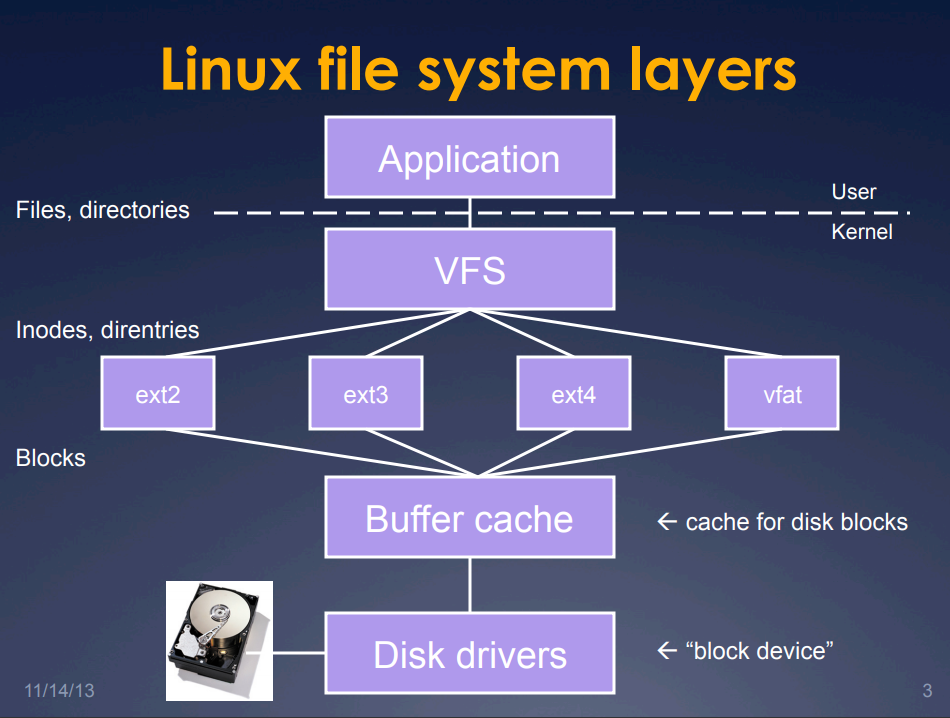 Linux file system layers
Application
Files, directories
User
Kernel
VFS
Inodes, direntries
ext2
ext3
ext4
vfat
Blocks
Buffer cache
← cache for disk blocks
Disk drivers
← “block device”
11/14/13
3